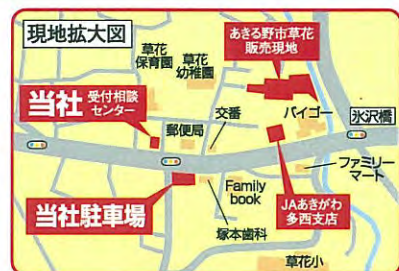 現地拡大図
草花
保育園
草花
幼稚園
あきる野市草花
販売現地
当社 受付相談
センター
郵便局
交番
バイゴー
氷沢橋
ファミリー
マート
当社駐車場
Family
book
塚本歯科
JAあきがわ
多西支店
草花小